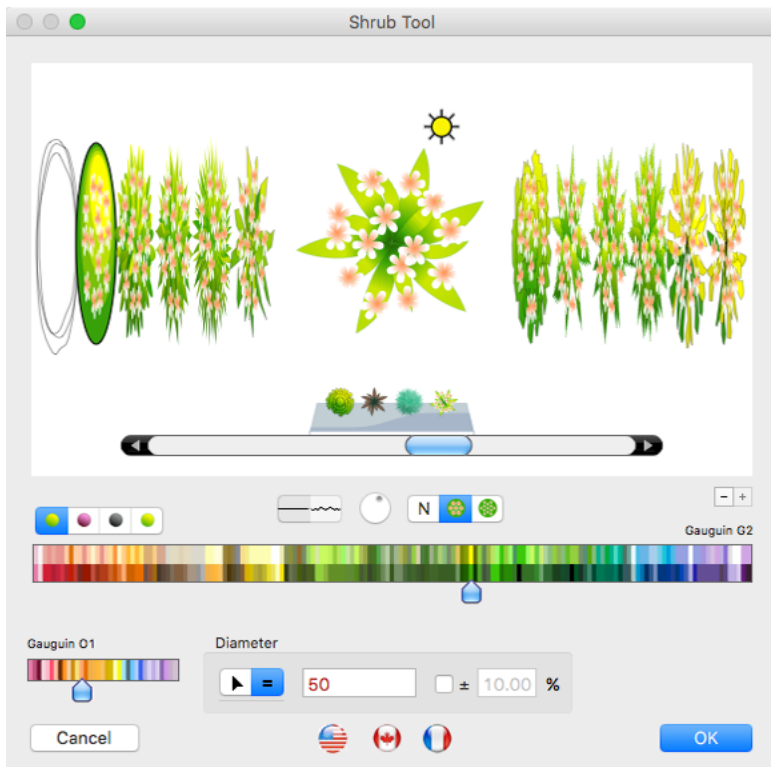 Shrub Tool
N
- +
Gauguin G2
Gauguin O1
Diameter
= 50 ± 10.00 %
Cancel
OK